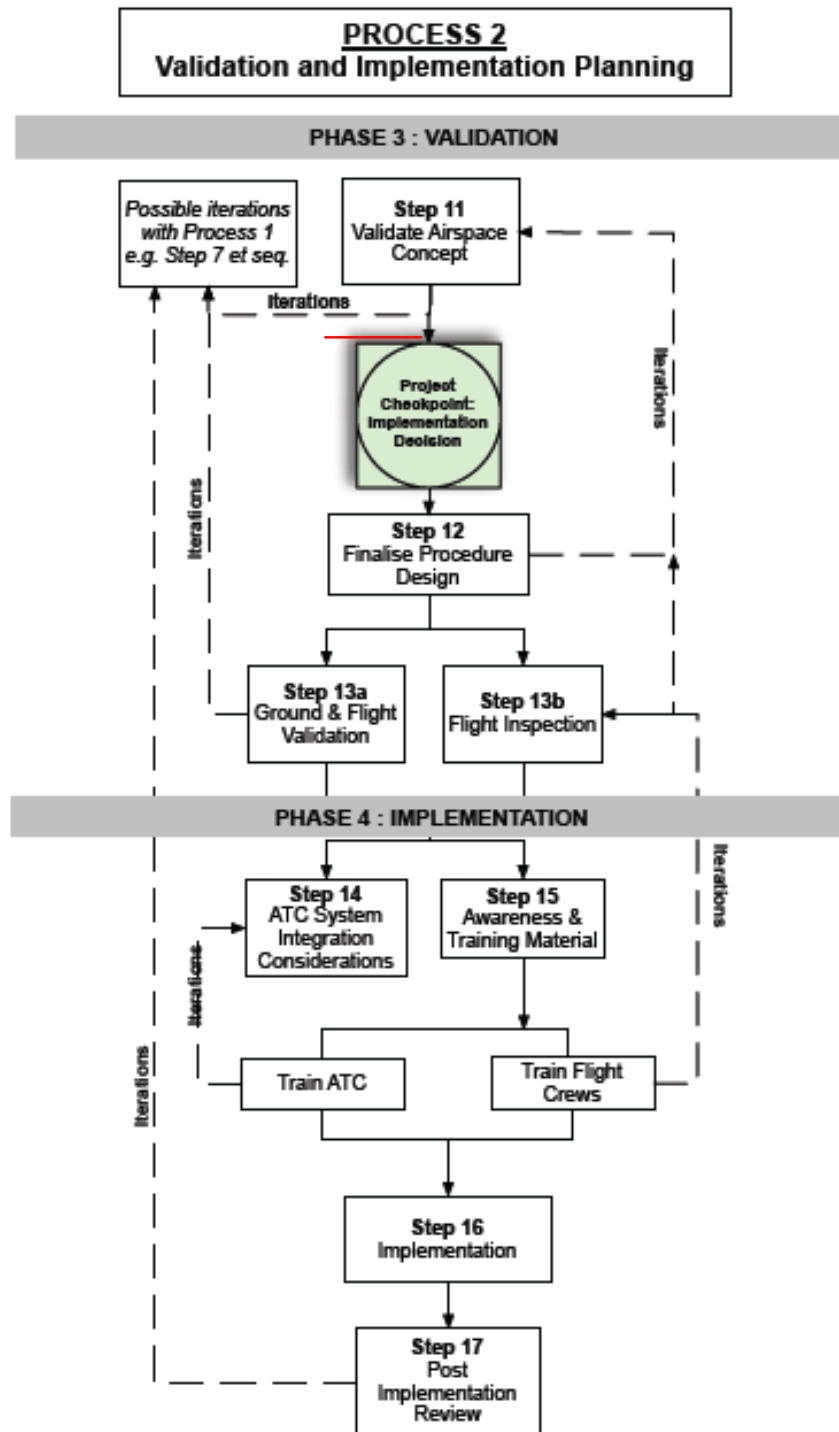 PROCESS 2
Validation and Implementation Planning
PHASE 3 : VALIDATION
Possible iterations
with Process 1
e.g. Step 7 et seq.
Step 11
Validate Airspace
Concept
Iterations
Iterations
Project
Checkpoint:
Implementation
Decision
Iterations
Step 12
Finalise Procedure
Design
Step 13a
Ground & Flight
Validation
Step 13b
Flight Inspection
PHASE 4 : IMPLEMENTATION
Iterations
Step 14
ATC System
Integration
Considerations
Step 15
Awareness &
Training Material
Iterations
Train ATC
Train Flight
Crews
Iterations
Step 16
Implementation
Step 17
Post
Implementation
Review